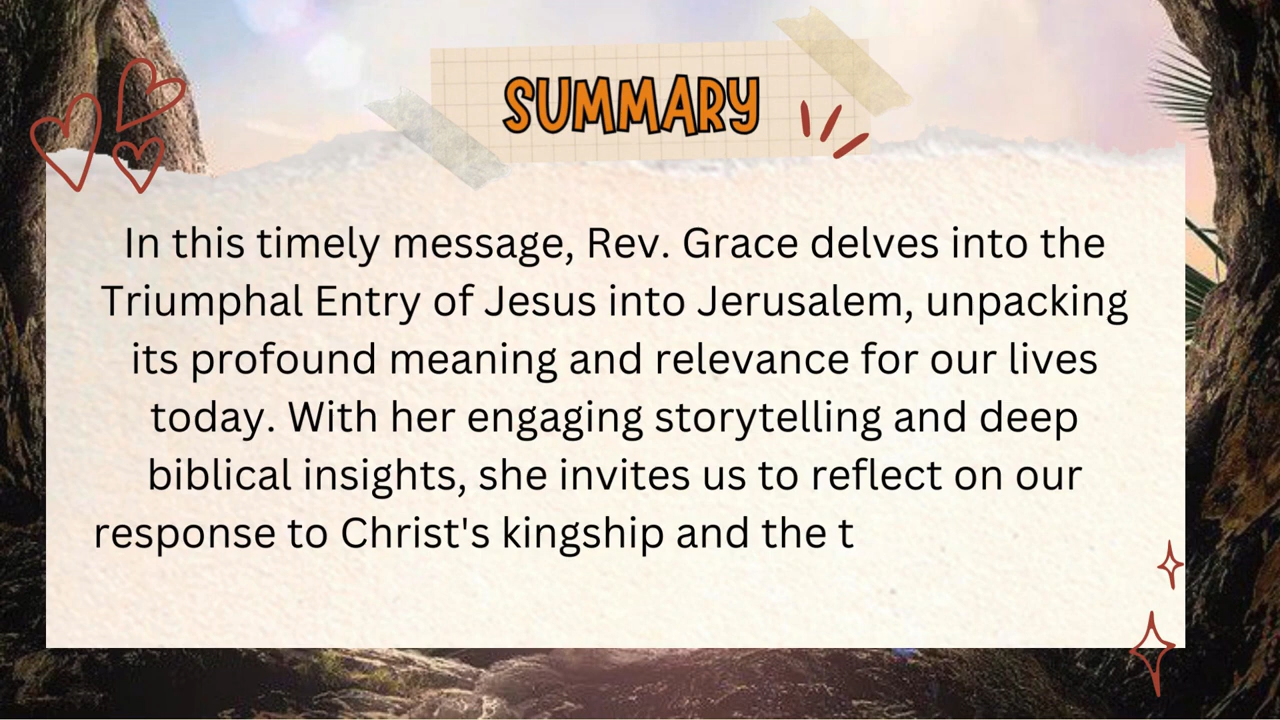 SUMMARY
In this timely message, Rev. Grace delves into the
Triumphal Entry of Jesus into Jerusalem, unpacking
its profound meaning and relevance for our lives
today. With her engaging storytelling and deep
biblical insights, she invites us to reflect on our
response to Christ's kingship and the t